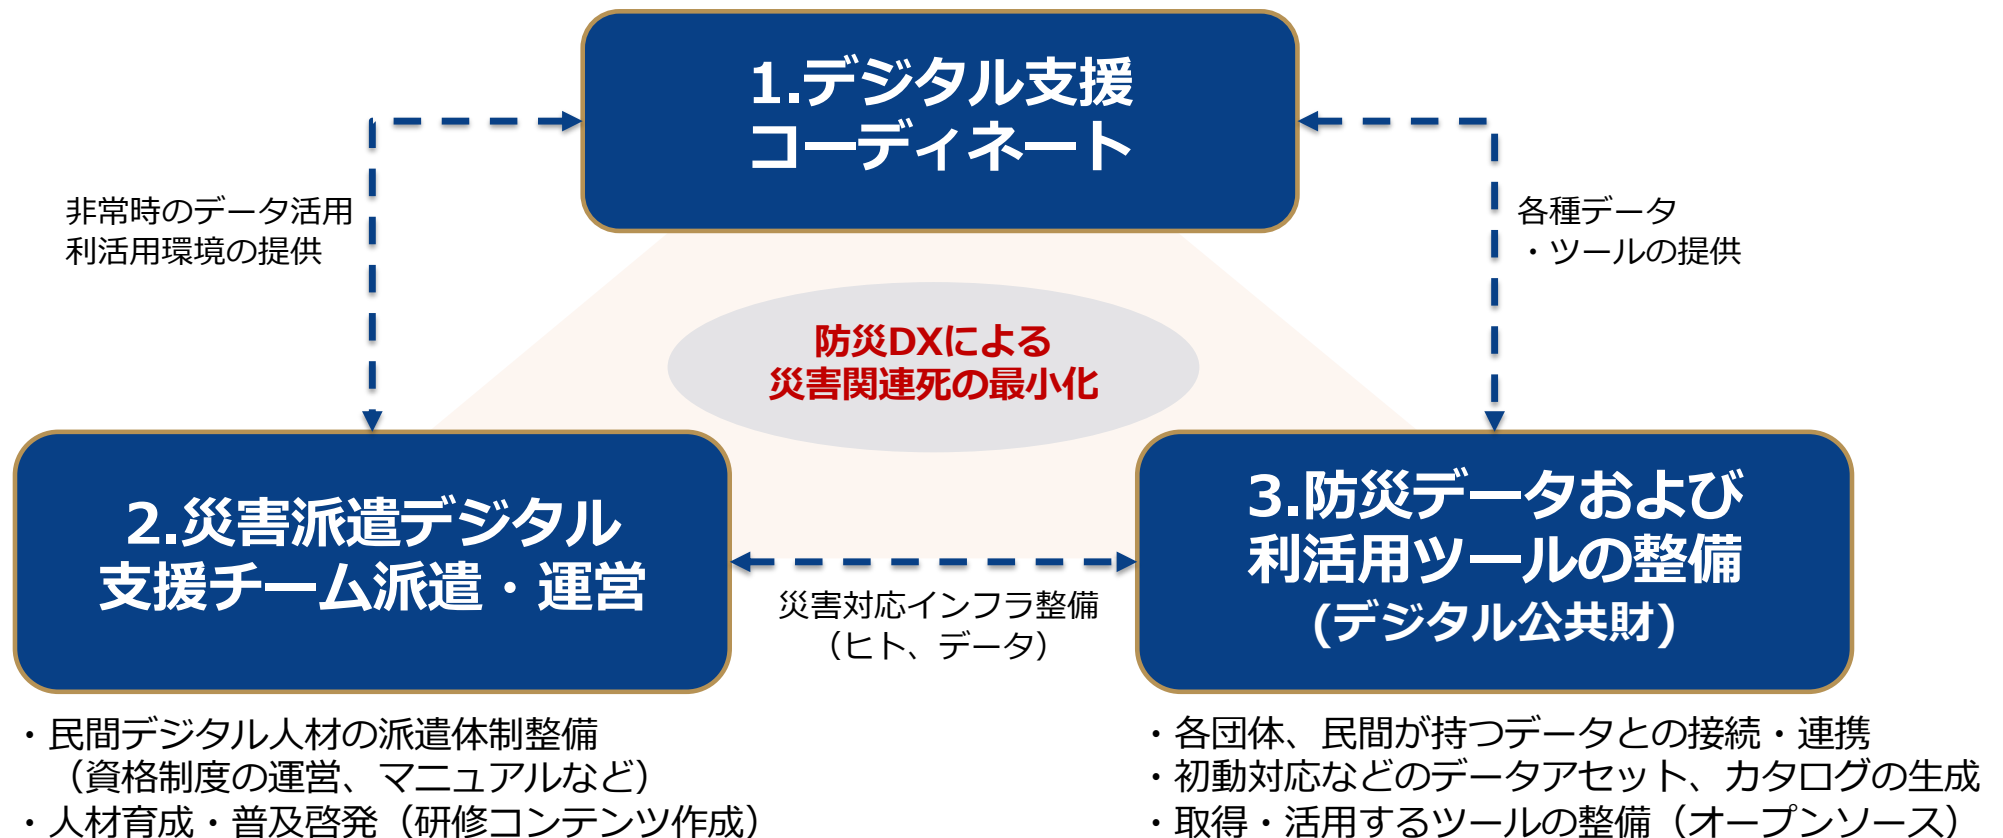 1.デジタル支援
コーディネート
非常時のデータ活用
利活用環境の提供
各種データ
・ツールの提供
防災DXによる
災害関連死の最小化
2.災害派遣デジタル
支援チーム派遣・運営
3.防災データおよび
利活用ツールの整備
(デジタル公共財)
災害対応インフラ整備
（ヒト、データ）
・民間デジタル人材の派遣体制整備
（資格制度の運営、マニュアルなど）
・人材育成・普及啓発（研修コンテンツ作成）
・各団体、民間が持つデータとの接続・連携
・初動対応などのデータアセット、カタログの生成
・取得・活用するツールの整備（オープンソース）